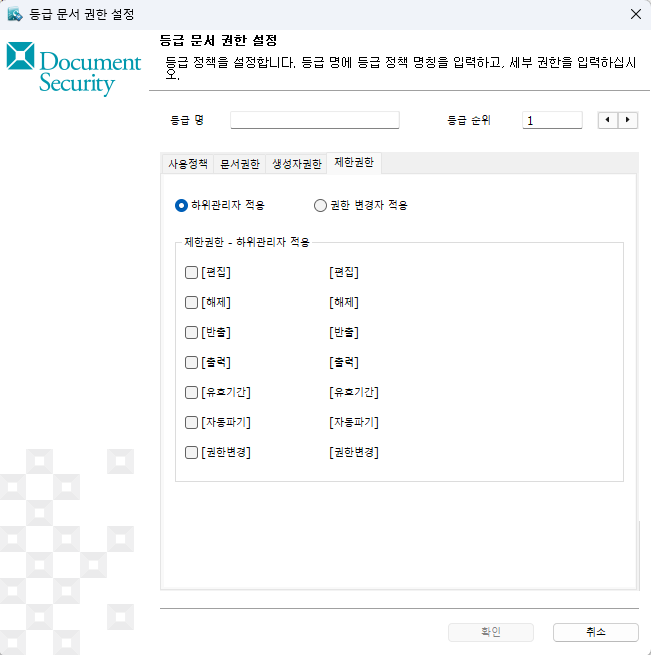 등급 문서 권한 설정
Document
Security
등급 문서 권한 설정
등급 정책을 설정합니다. 등급 명에 등급 정책 명칭을 입력하고, 세부 권한을 입력하십시
오.
등급 명
등급 순위 1
사용정책 문서권한 생성자권한 제한권한
하위관리자 적용 권한 변경자 적용
제한권한 - 하위관리자 적용
[편집] [편집]
[해제] [해제]
[반출] [반출]
[출력] [출력]
[유효기간] [유효기간]
[자동파기] [자동파기]
[권한변경] [권한변경]
확인 취소